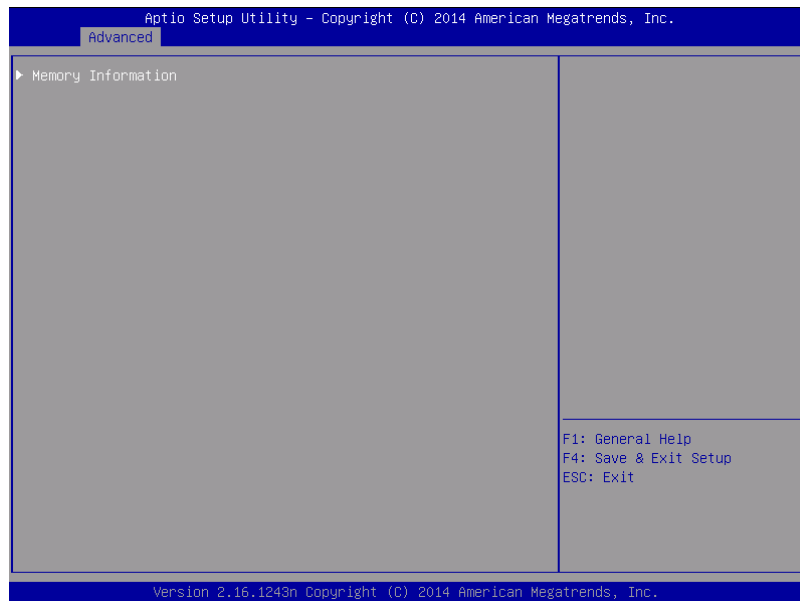 Aptio Setup Utility – Copyright (C) 2014 American Megatrends, Inc.
Advanced
Memory Information
F1: General Help
F4: Save & Exit Setup
ESC: Exit
Version 2.16.1243n Copyright (C) 2014 American Megatrends, Inc.